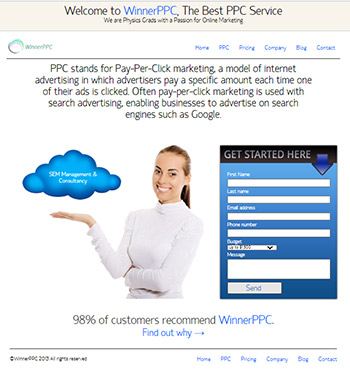 Welcome to WinnerPPC, The Best PPC Service
We are Physics Grads with a Passion for Online Marketing
WinnerPPC
Home PPC Pricing Company Blog Contact
PPC stands for Pay-Per-Click marketing, a model of internet
advertising in which advertisers pay a specific amount each time one
of their ads is clicked. Often pay-per-click marketing is used with
search advertising, enabling businesses to advertise on search
engines such as Google.
SEM Management &
Consultancy
GET STARTED HERE
First Name
Last name
Email address
Phone number
Budget
Message
Send
98% of customers recommend WinnerPPC.
Find out why →
©WinnerPPC 2013 All rights reserved
Home PPC Pricing Company Blog Contact